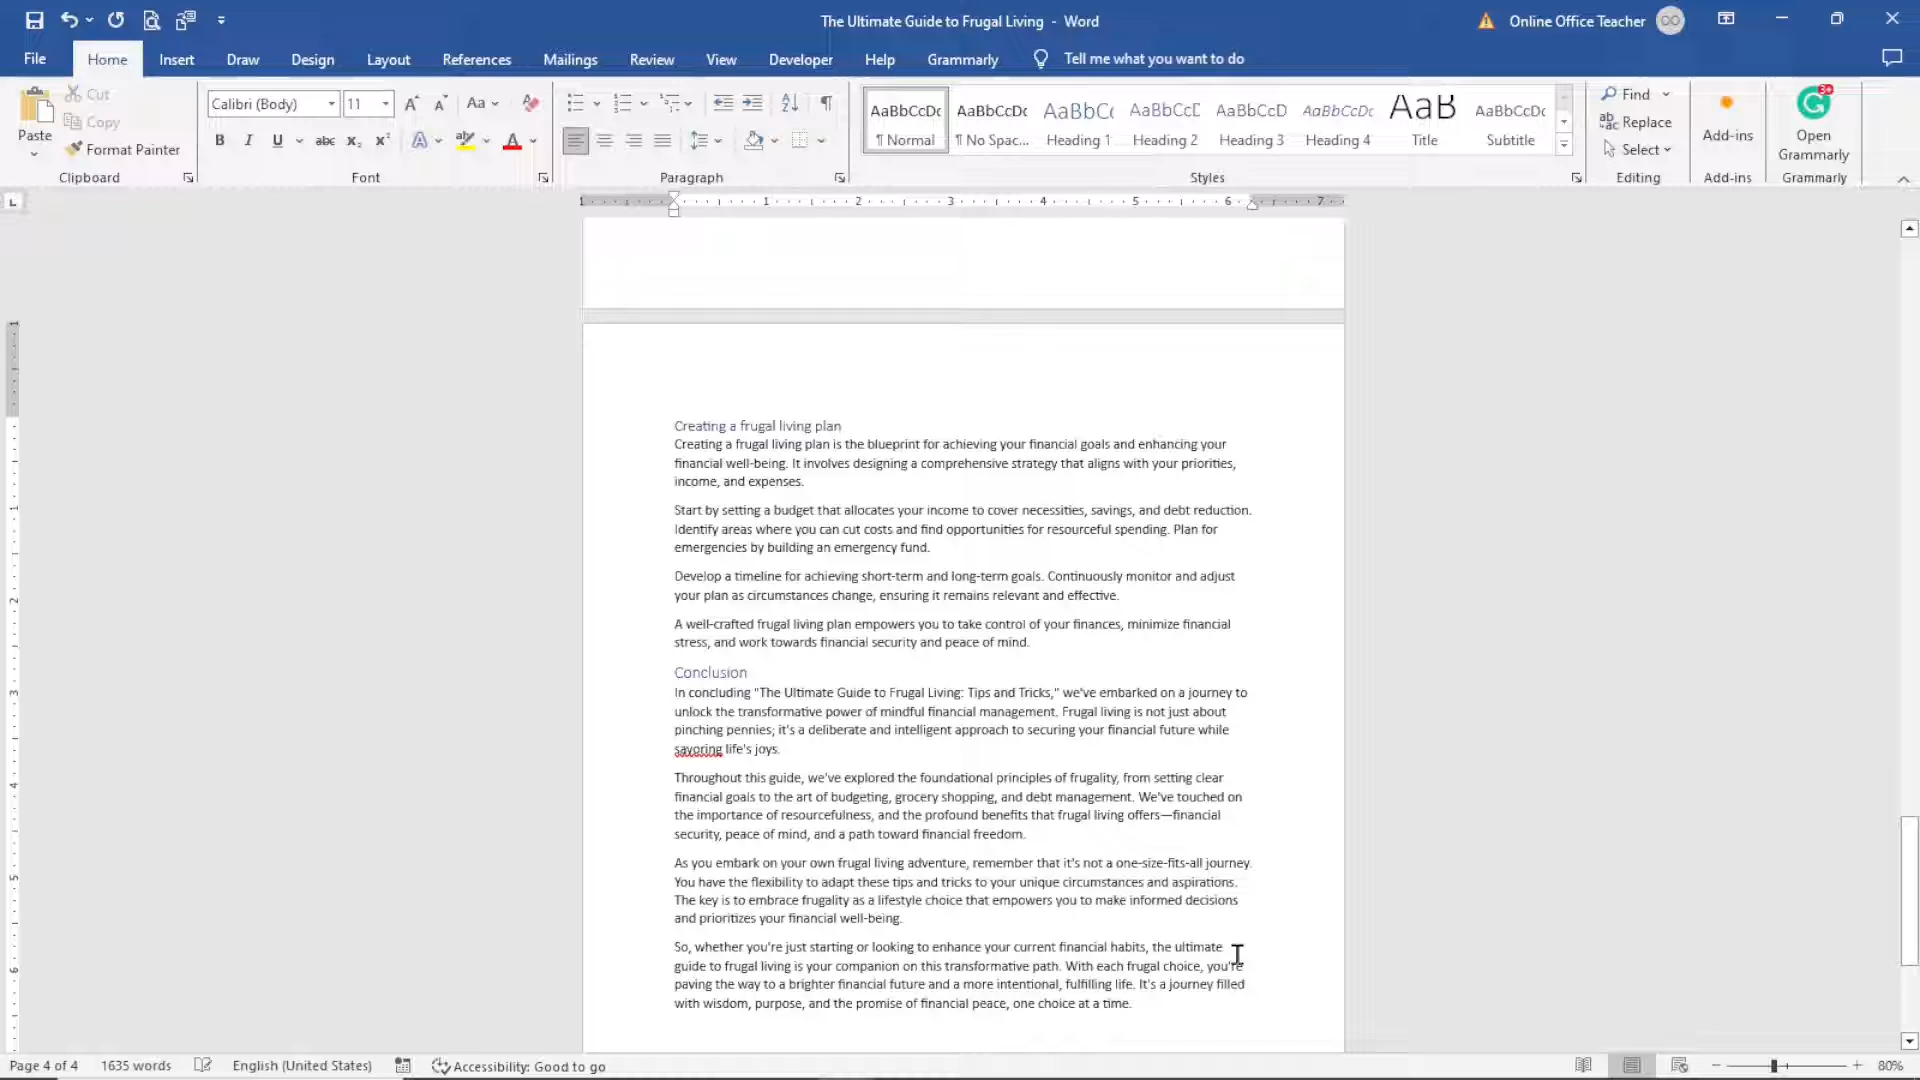 The Ultimate Guide to Frugal Living - Word
Online Office Teacher
OO
File Home Insert Draw Design Layout References Mailings Review View Developer Help Grammarly Tell me what you want to do
Paste
Cut
Copy
Format Painter
Clipboard
Calibri (Body) 11
Font
Paragraph
AaBbCcDc AaBbCcDc AaBbCc AaBbCcD AaBbCcD AaBbCcDc AaB AaBbCcDc
¶ Normal ¶ No Spac... Heading 1 Heading 2 Heading 3 Heading 4 Title Subtitle
Styles
Find
Replace
Select
Editing
Add-ins
Add-ins
Open
Grammarly
Grammarly
1 1 2 3 4 5 6 7
Creating a frugal living plan
Creating a frugal living plan is the blueprint for achieving your financial goals and enhancing your
financial well-being. It involves designing a comprehensive strategy that aligns with your priorities,
income, and expenses.
Start by setting a budget that allocates your income to cover necessities, savings, and debt reduction.
Identify areas where you can cut costs and find opportunities for resourceful spending. Plan for
emergencies by building an emergency fund.
Develop a timeline for achieving short-term and long-term goals. Continuously monitor and adjust
your plan as circumstances change, ensuring it remains relevant and effective.
A well-crafted frugal living plan empowers you to take control of your finances, minimize financial
stress, and work towards financial security and peace of mind.
Conclusion
In concluding "The Ultimate Guide to Frugal Living: Tips and Tricks," we've embarked on a journey to
unlock the transformative power of mindful financial management. Frugal living is not just about
pinching pennies; it's a deliberate and intelligent approach to securing your financial future while
savoring life's joys.
Throughout this guide, we've explored the foundational principles of frugality, from setting clear
financial goals to the art of budgeting, grocery shopping, and debt management. We've touched on
the importance of resourcefulness, and the profound benefits that frugal living offers—financial
security, peace of mind, and a path toward financial freedom.
As you embark on your own frugal living adventure, remember that it's not a one-size-fits-all journey.
You have the flexibility to adapt these tips and tricks to your unique circumstances and aspirations.
The key is to embrace frugality as a lifestyle choice that empowers you to make informed decisions
and prioritizes your financial well-being.
So, whether you're just starting or looking to enhance your current financial habits, the ultimate
guide to frugal living is your companion on this transformative path. With each frugal choice, you're
paving the way to a brighter financial future and a more intentional, fulfilling life. It's a journey filled
with wisdom, purpose, and the promise of financial peace, one choice at a time.
Page 4 of 4 1635 words English (United States) Accessibility: Good to go 80%